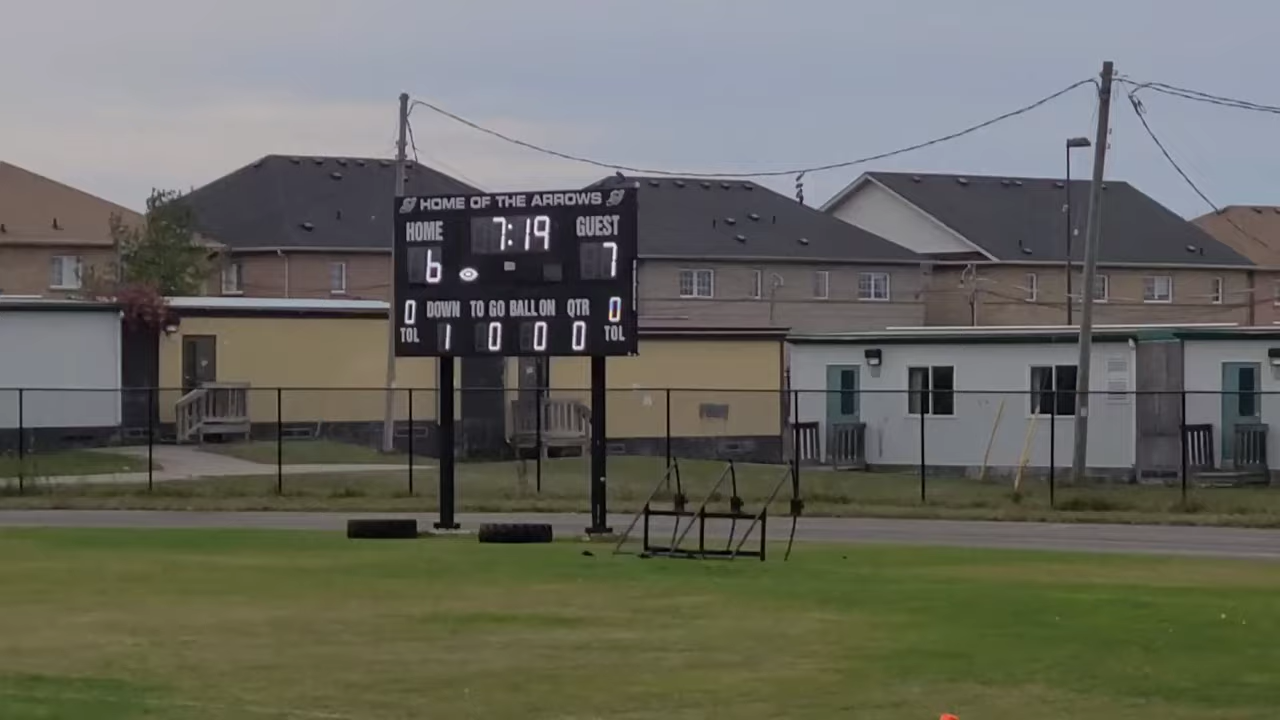 HOME OF THE ARROWS
HOME 7:19 GUEST
6 7
0 DOWN TO GO BALL ON QTR 0
TOL 1 0 0 0 TOL